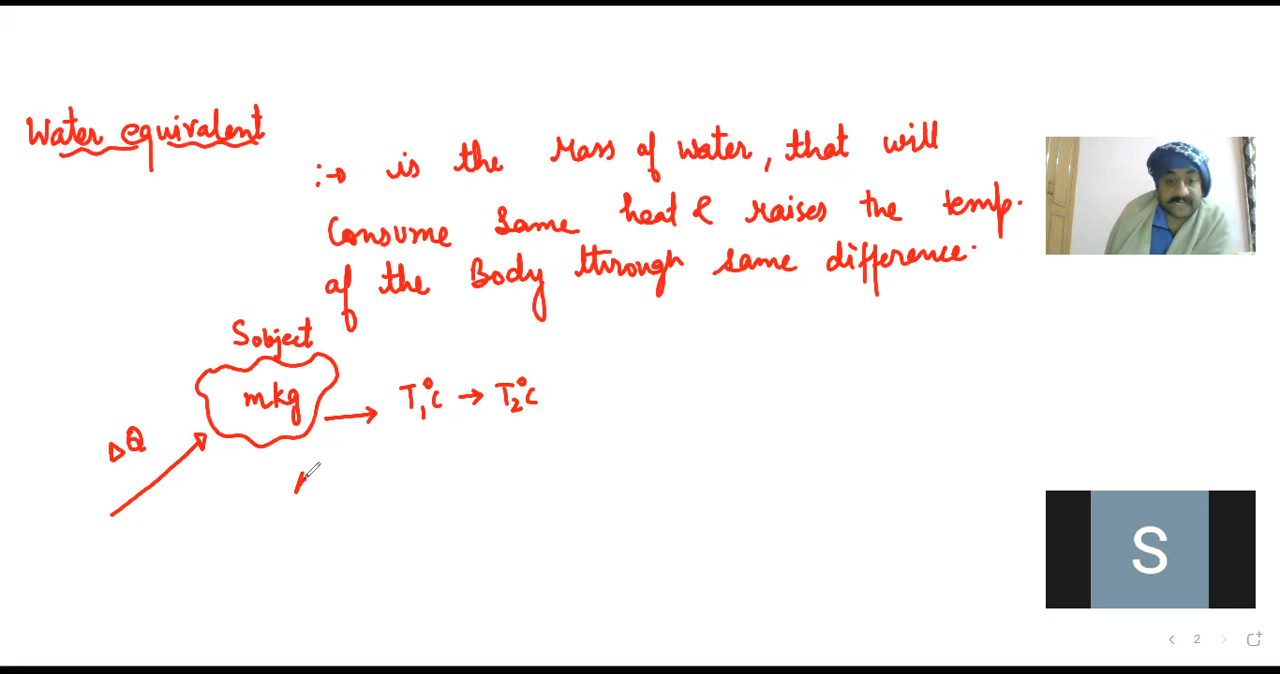 Water equivalent
:→ is the Mass of water, that will
Consume same heat & raises the temp.
of the Body through same difference.
Sobject
mkg
T₁°C → T₂°C
ΔQ
S
2